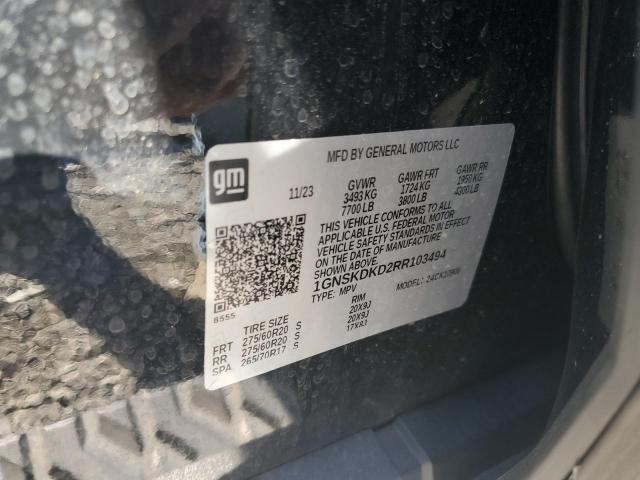 MFD BY GENERAL MOTORS LLC
gm
11/23
GVWR GAWR FRT GAWR RR
3493 KG 1724 KG 1950 KG
7700 LB 3800 LB 4300 LB
THIS VEHICLE CONFORMS TO ALL
APPLICABLE U.S. FEDERAL MOTOR
VEHICLE SAFETY STANDARDS IN EFFECT
ON THE DATE OF MANUFACTURE
SHOWN ABOVE.
1GNSKDKD2RR103494
TYPE: MPV MODEL:
8555
TIRE SIZE RIM
FRT 275/60R20 S 20X9J
RR 275/60R20 S 20X9J
SPA 265/70R17 S 17X8J